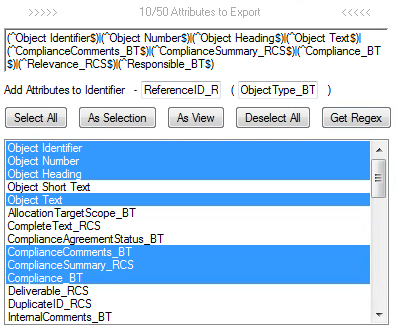 >>>>> 10/50 Attributes to Export <<<<<
(^Object Identifier$)|(^Object Number$)|(^Object Heading$)|(^Object Text$)|
(^ComplianceComments_BT$)|(^ComplianceSummary_RCS$)|(^Compliance_BT
$)|(^Relevance_RCS$)|(^Responsible_BT$)
Add Attributes to Identifier - ReferenceID_R ( ObjectType_BT )
Select All As Selection As View Deselect All Get Regex
Object Identifier
Object Number
Object Heading
Object Short Text
Object Text
AllocationTargetScope_BT
CompleteText_RCS
ComplianceAgreementStatus_BT
ComplianceComments_BT
ComplianceSummary_RCS
Compliance_BT
Deliverable_RCS
DuplicateID_RCS
InternalComments_BT